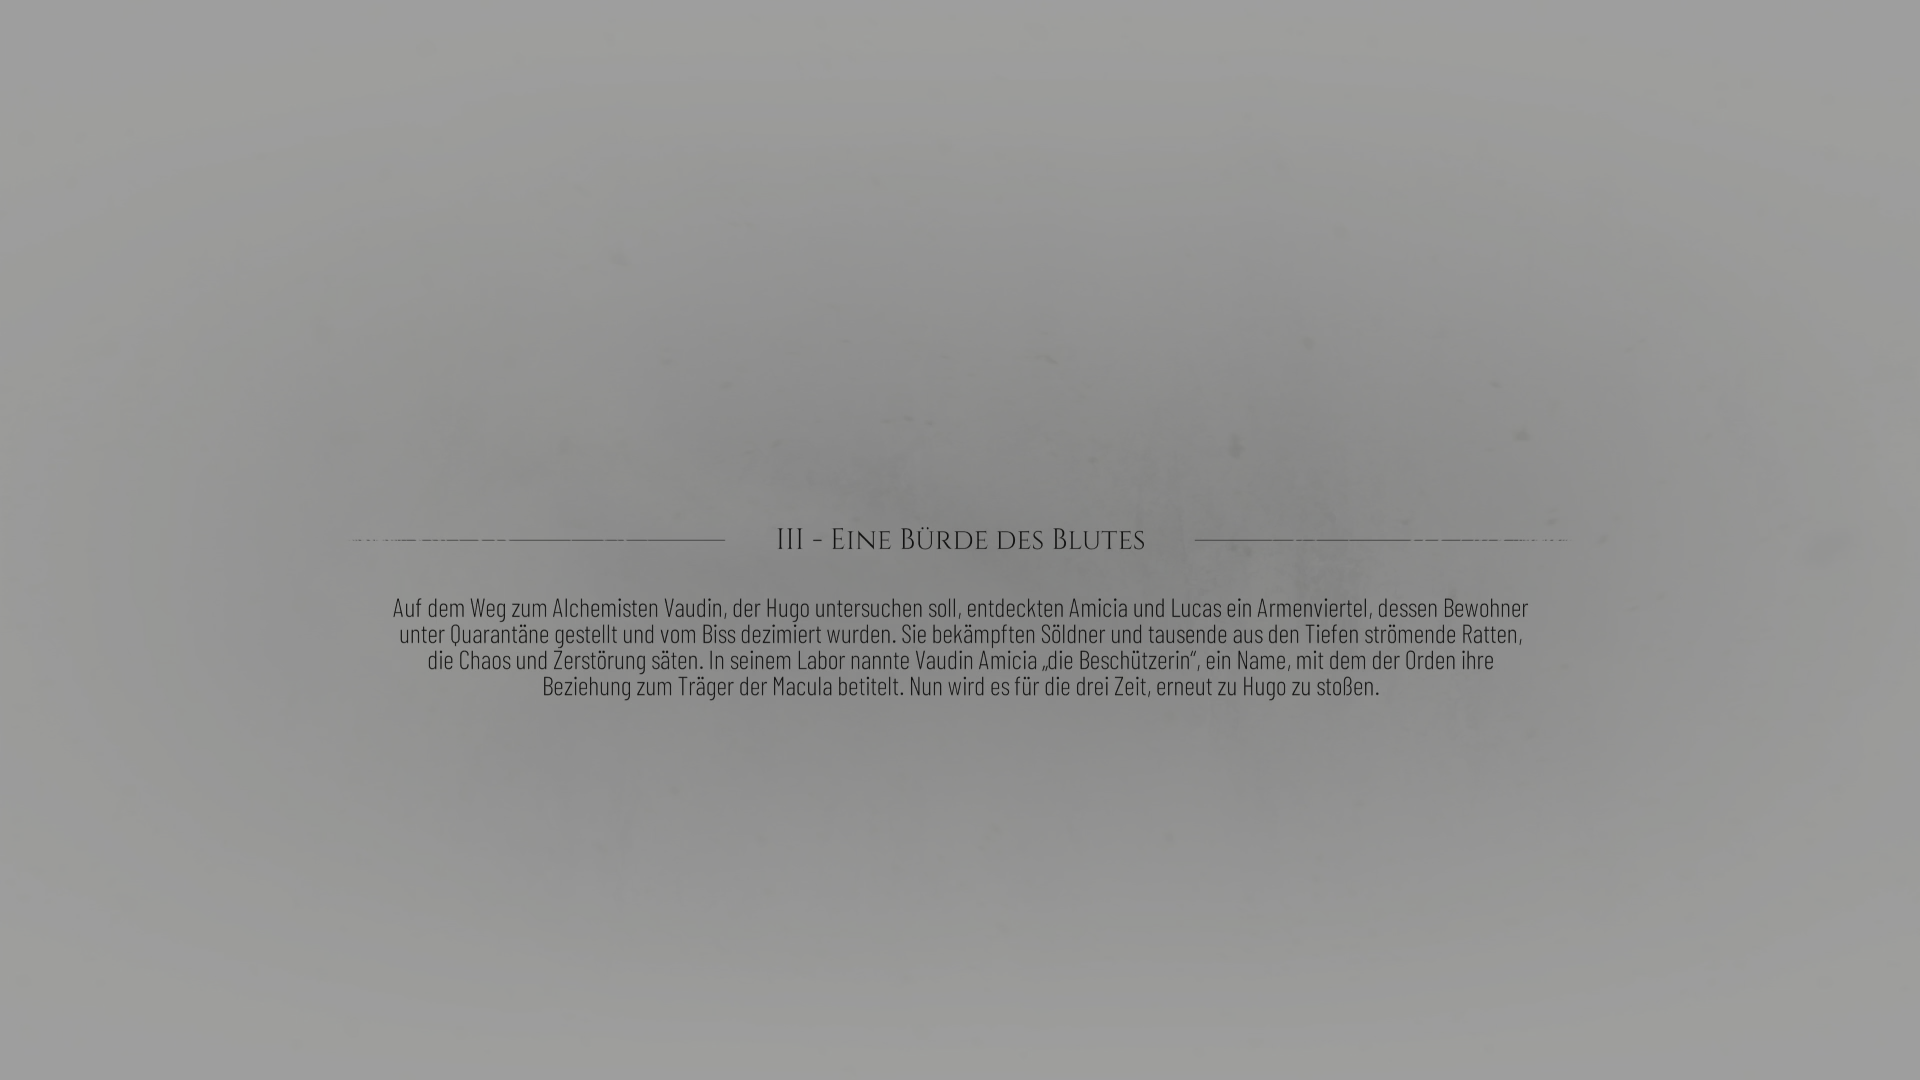 III - Eine Bürde des Blutes
Auf dem Weg zum Alchemisten Vaudin, der Hugo untersuchen soll, entdeckten Amicia und Lucas ein Armenviertel, dessen Bewohner
unter Quarantäne gestellt und vom Biss dezimiert wurden. Sie bekämpften Söldner und tausende aus den Tiefen strömende Ratten,
die Chaos und Zerstörung säten. In seinem Labor nannte Vaudin Amicia „die Beschützerin“, ein Name, mit dem der Orden ihre
Beziehung zum Träger der Macula betitelt. Nun wird es für die drei Zeit, erneut zu Hugo zu stoßen.